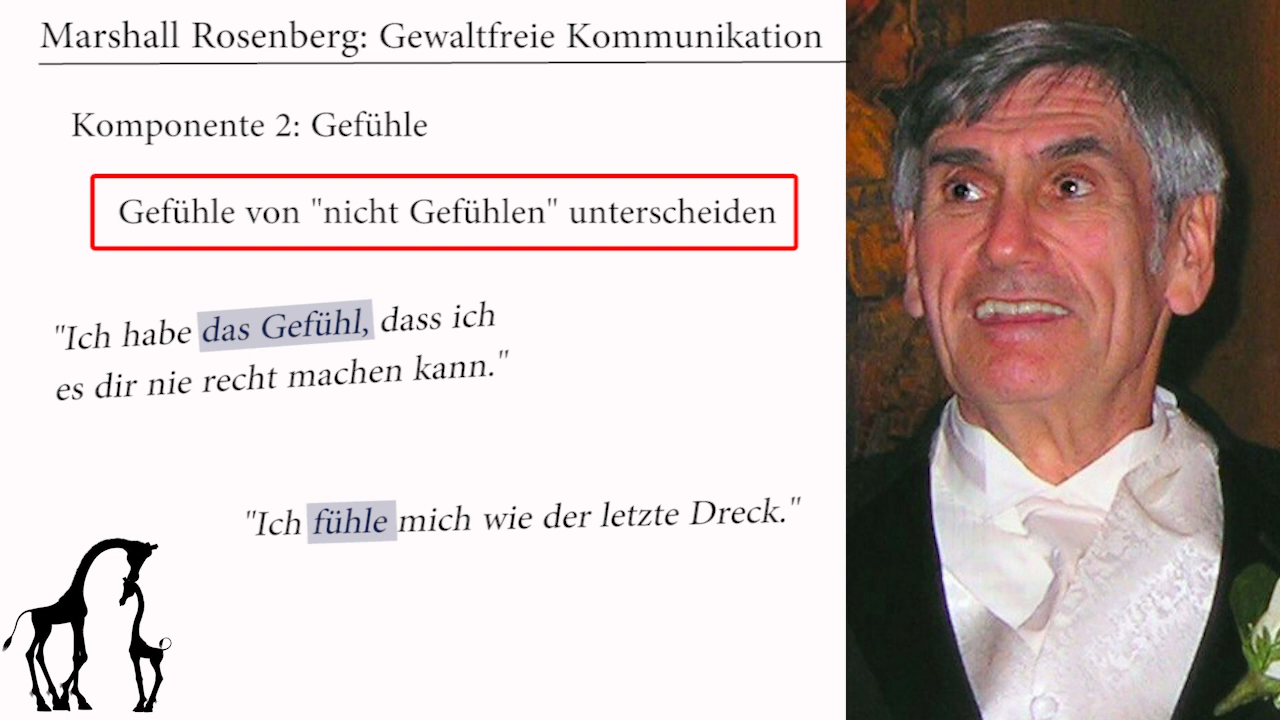 Marshall Rosenberg: Gewaltfreie Kommunikation
Komponente 2: Gefühle
Gefühle von "nicht Gefühlen" unterscheiden
"Ich habe das Gefühl, dass ich
es dir nie recht machen kann."
"Ich fühle mich wie der letzte Dreck."